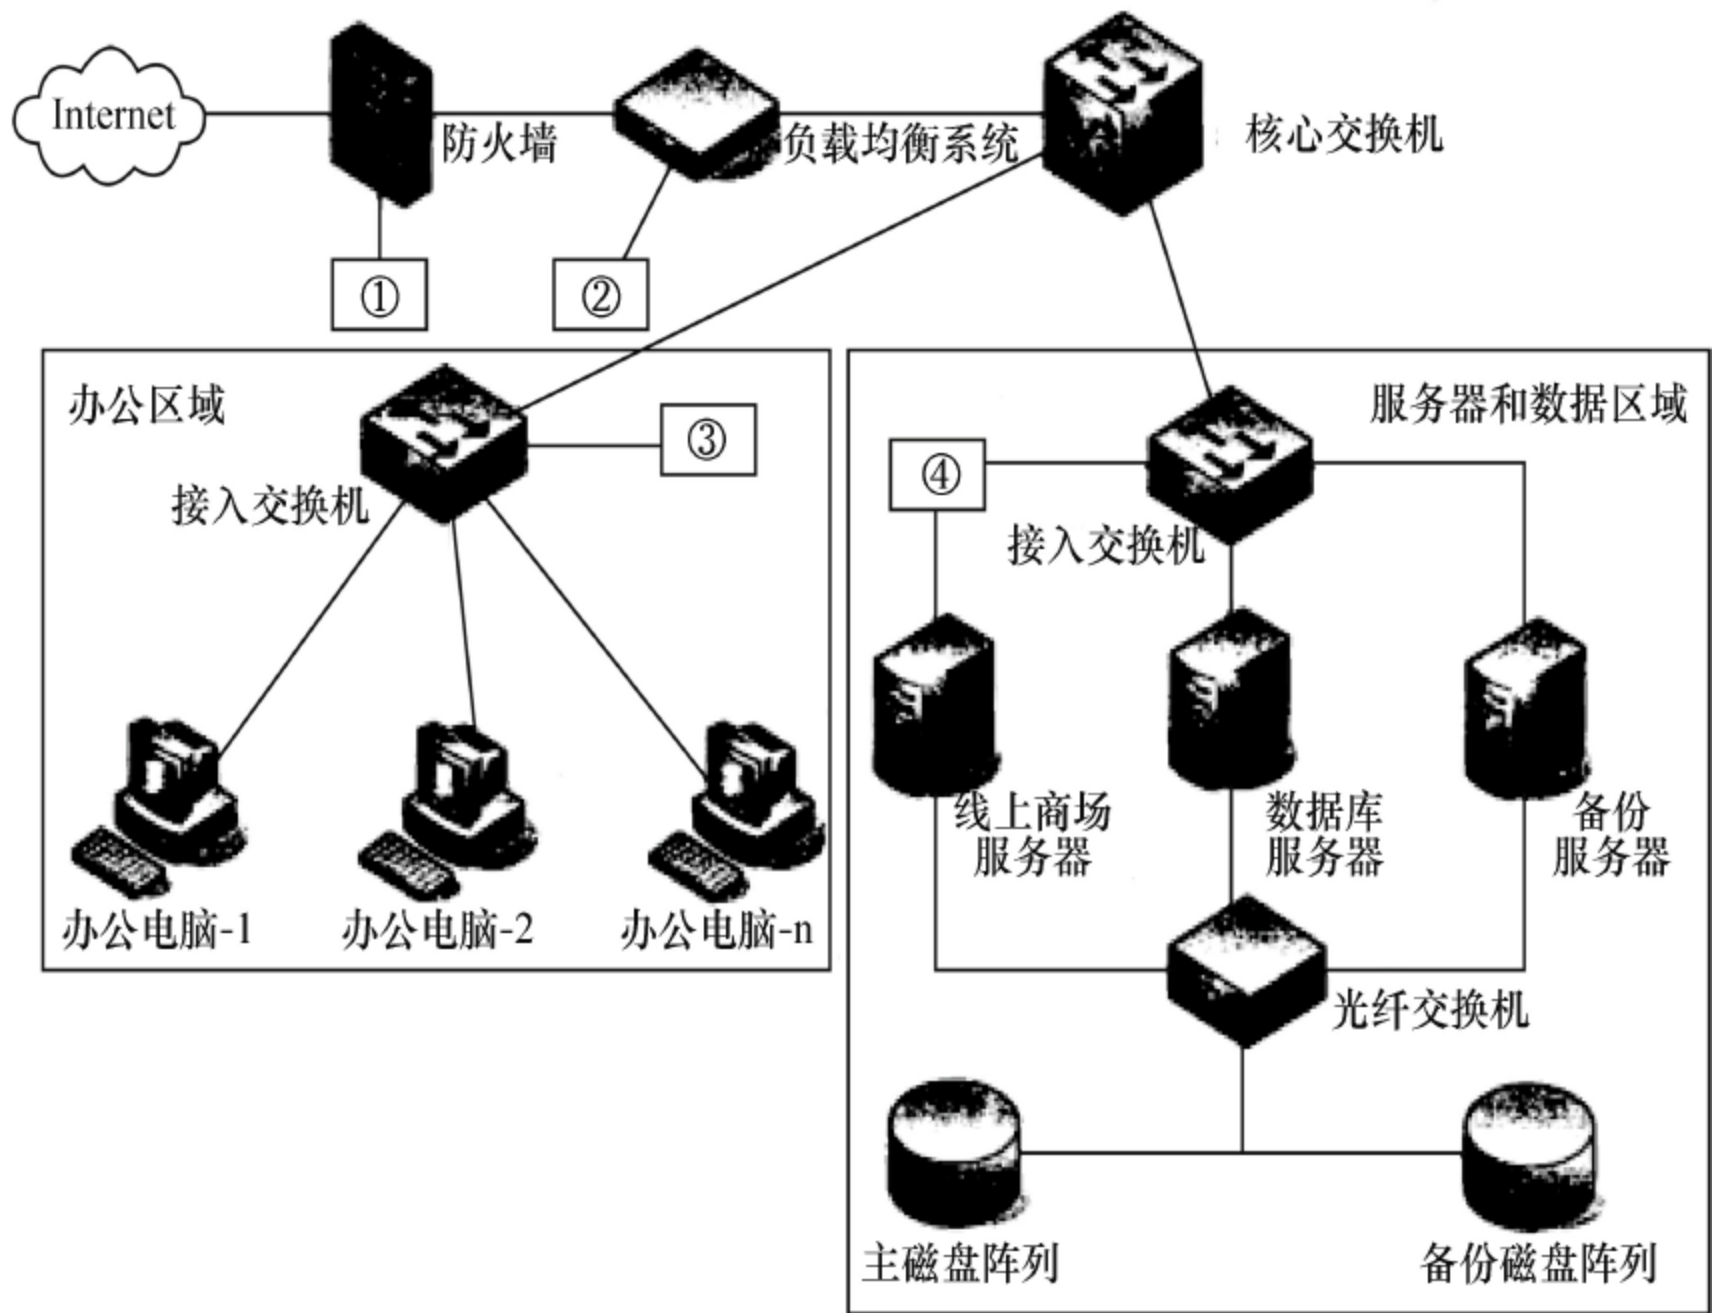 Internet
防火墙
负载均衡系统
核心交换机
①
②
办公区域
③
接入交换机
办公电脑-1
办公电脑-2
办公电脑-n
服务器和数据区域
④
接入交换机
线上商场
服务器
数据库
服务器
备份
服务器
光纤交换机
主磁盘阵列
备份磁盘阵列